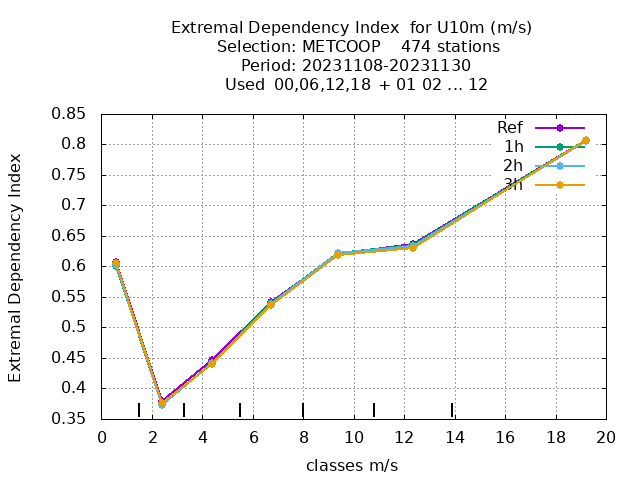 Extremal Dependency Index for U10m (m/s)
Selection: METCOOP 474 stations
Period: 20231108-20231130
Used 00,06,12,18 + 01 02 ... 12
Extremal Dependency Index
0.85
0.8
0.75
0.7
0.65
0.6
0.55
0.5
0.45
0.4
0.35
Ref
1h
2h
3h
0 2 4 6 8 10 12 14 16 18 20
classes m/s